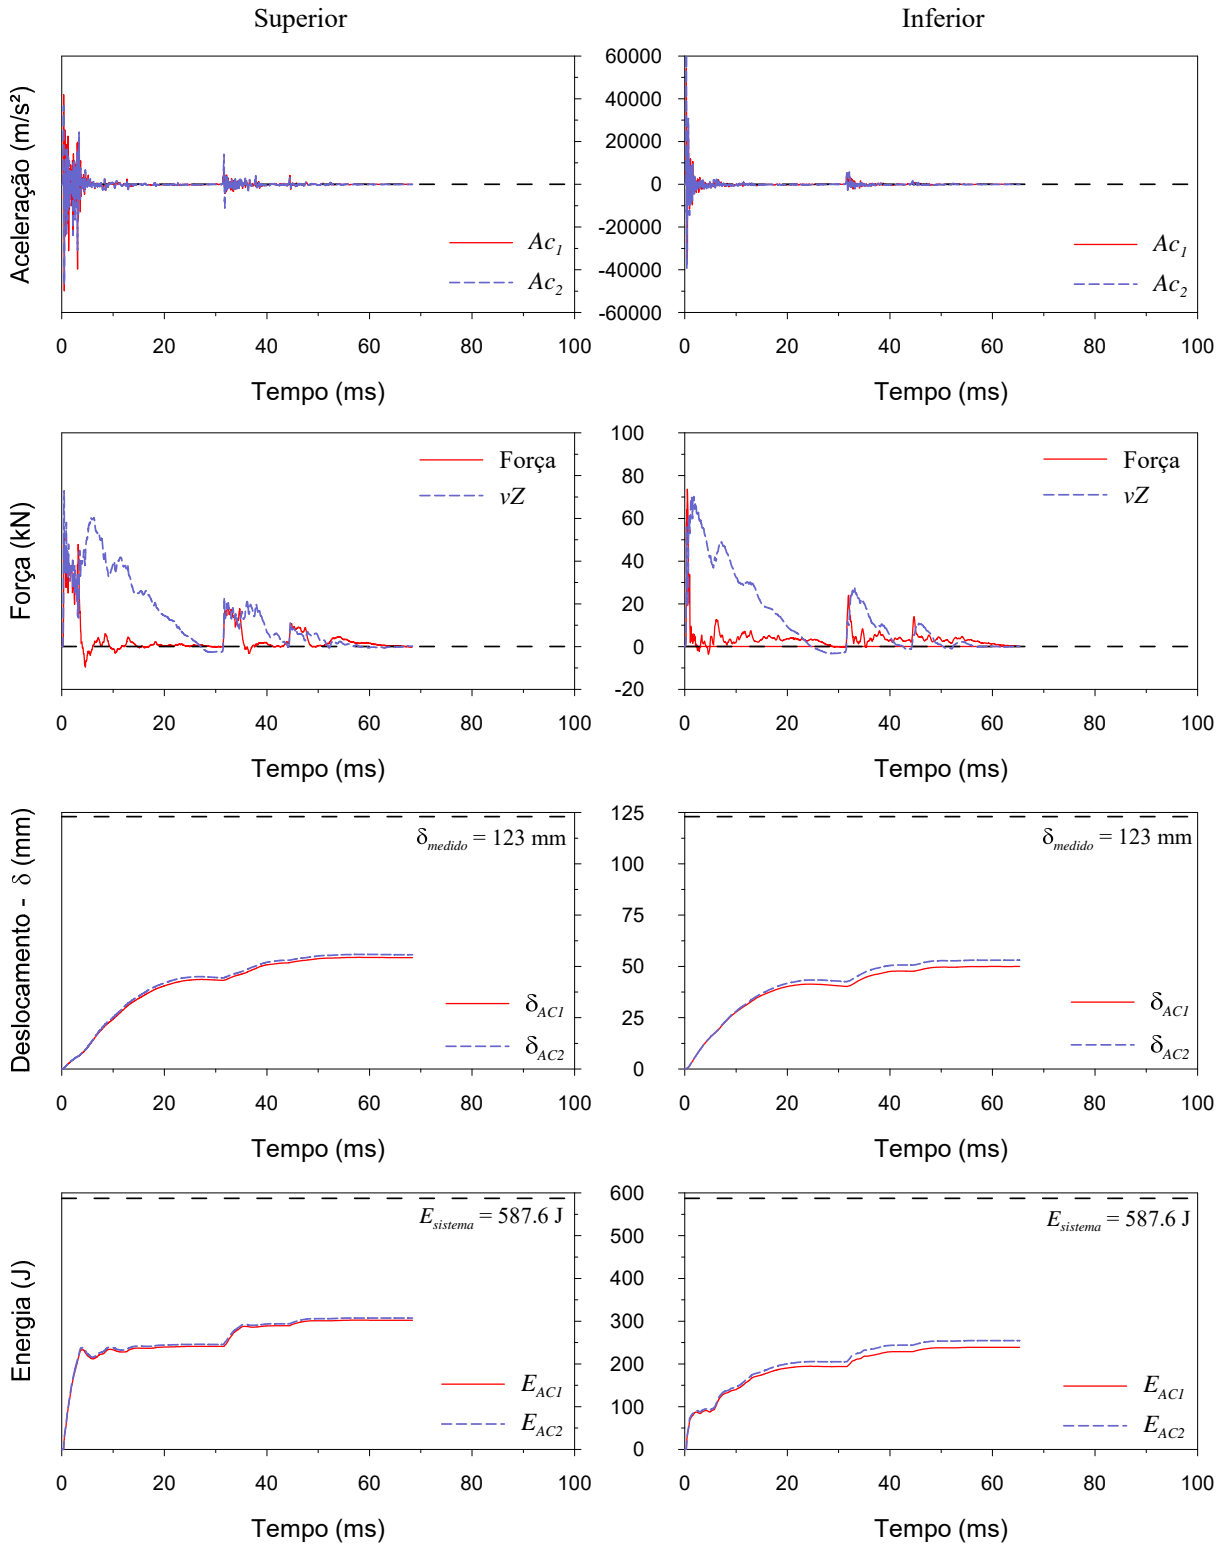 Superior Inferior
60000
40000
20000
0
-20000
-40000
-60000
Aceleração (m/s²)
Ac1 Ac1
Ac2 Ac2
0 20 40 60 80 100 0 20 40 60 80 100
Tempo (ms) Tempo (ms)
100
80
60
40
20
0
-20
Força (kN)
Força Força
vZ vZ
0 20 40 60 80 100 0 20 40 60 80 100
Tempo (ms) Tempo (ms)
125
100
75
50
25
0
Deslocamento - δ (mm)
δmedido = 123 mm δmedido = 123 mm
δAC1 δAC1
δAC2 δAC2
0 20 40 60 80 100 0 20 40 60 80 100
Tempo (ms) Tempo (ms)
600
500
400
300
200
100
0
Energia (J)
Esistema = 587.6 J Esistema = 587.6 J
EAC1 EAC1
EAC2 EAC2
0 20 40 60 80 100 0 20 40 60 80 100
Tempo (ms) Tempo (ms)